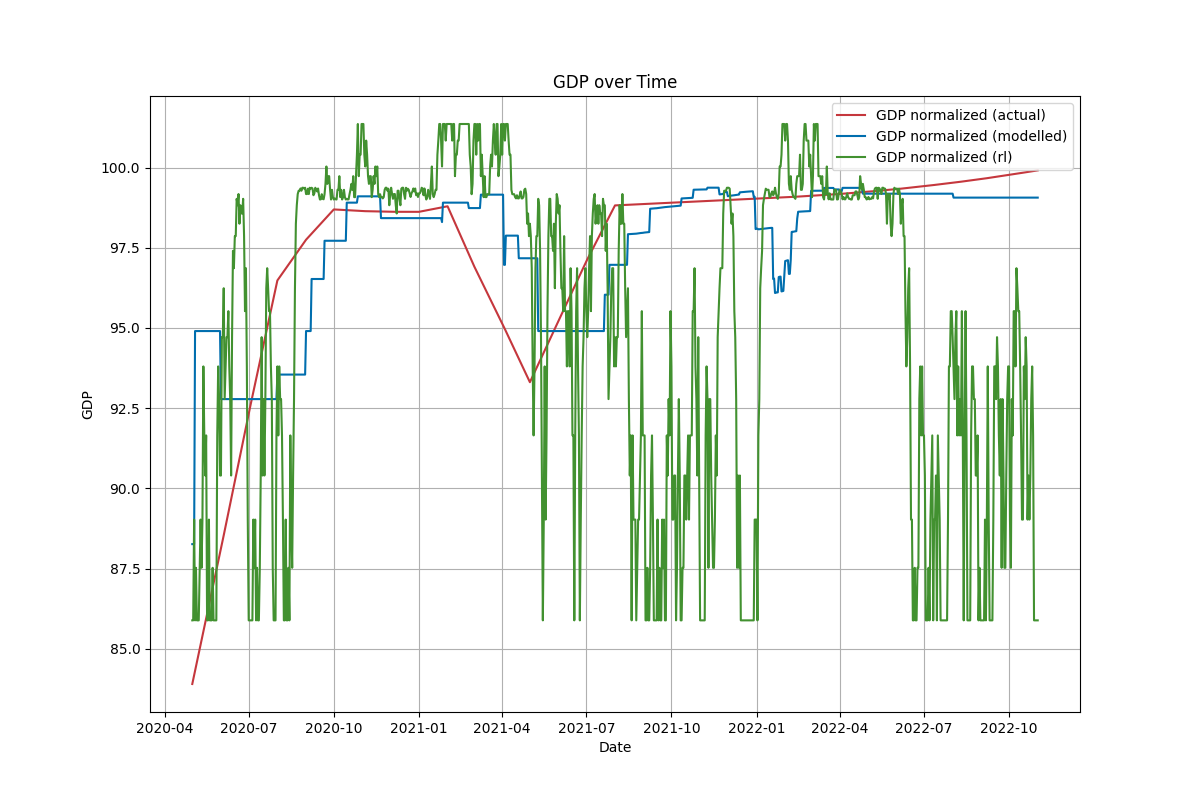 GDP over Time
GDP normalized (actual)
GDP normalized (modelled)
GDP normalized (rl)
GDP
100.0
97.5
95.0
92.5
90.0
87.5
85.0
2020-04 2020-07 2020-10 2021-01 2021-04 2021-07 2021-10 2022-01 2022-04 2022-07 2022-10
Date